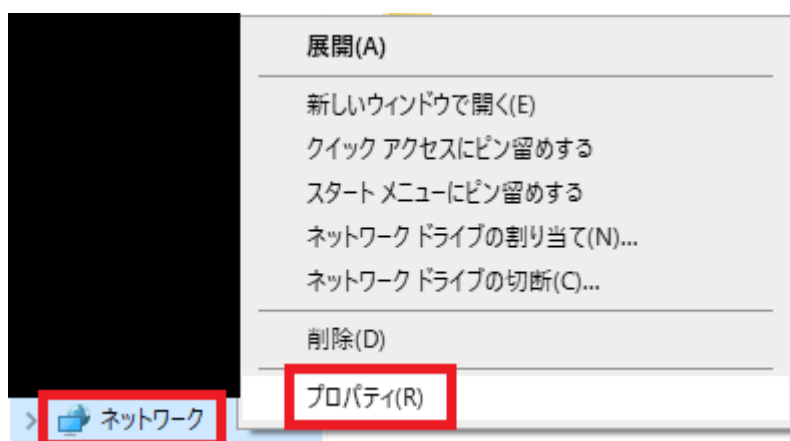 展開(A)
新しいウィンドウで開く(E)
クイック アクセスにピン留めする
スタート メニューにピン留めする
ネットワーク ドライブの割り当て(N)...
ネットワーク ドライブの切断(C)...
削除(D)
プロパティ(R)
ネットワーク